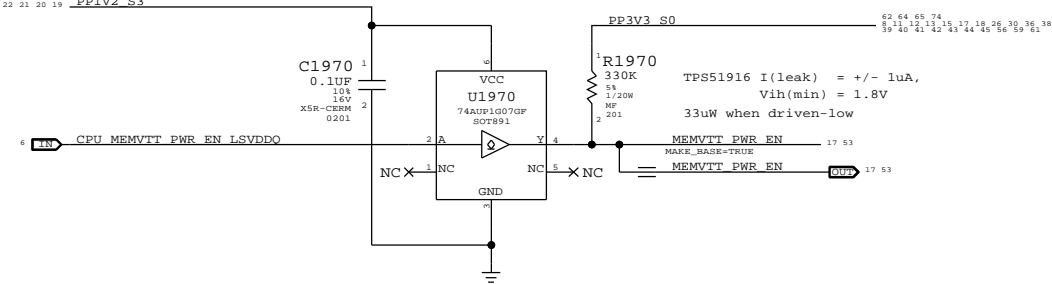 22 21 20 19 PP1V2_S3
PP3V3_S0
62 64 65 74
8 11 12 13 15 17 18 26 30 36 38
39 40 41 42 43 44 45 56 59 61
C1970
0.1UF
10%
16V
X5R-CERM
0201
1
2
6
VCC
U1970
74AUP1G07GF
SOT891
1
R1970
330K
5%
1/20W
MF
201
2
TPS51916 I(leak) = +/- 1uA,
Vih(min) = 1.8V
33uW when driven-low
6 IN CPU_MEMVTT_PWR_EN_LSVDDQ 2 A Y 4 MEMVTT_PWR_EN 17 53
MAKE_BASE=TRUE
NC 1 NC NC 5 NC MEMVTT_PWR_EN OUT 17 53
GND
3